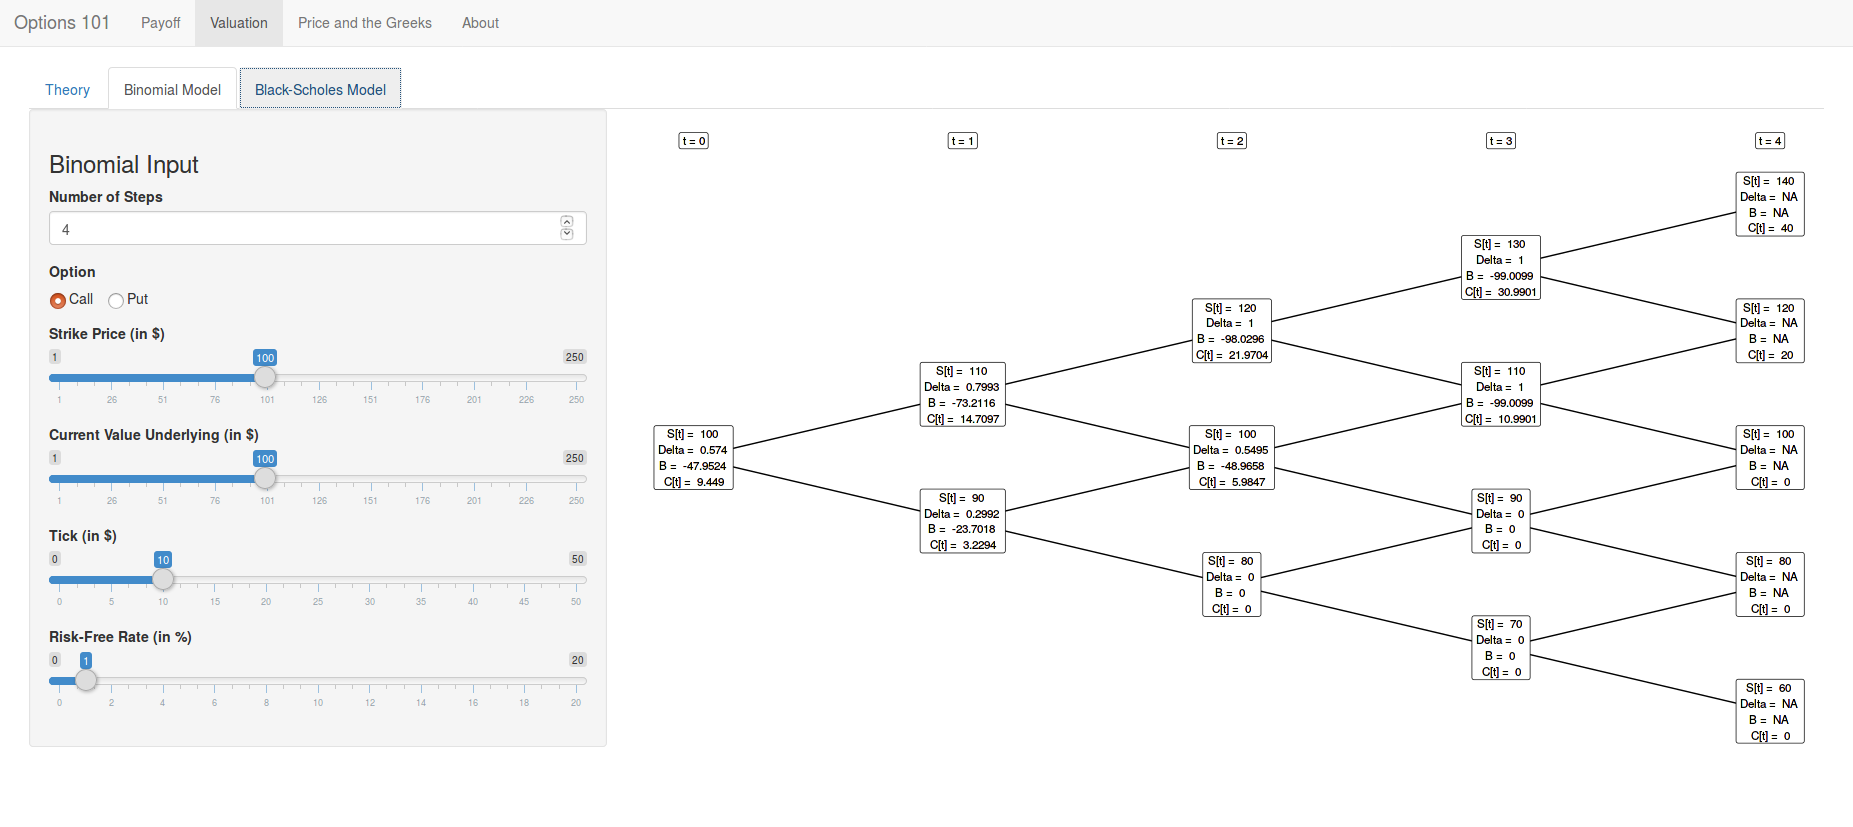 Options 101 Payoff Valuation Price and the Greeks About
Theory Binomial Model Black-Scholes Model
Binomial Input
Number of Steps
4
Option
Call Put
Strike Price (in $)
1 100 250
1 26 51 76 101 126 151 176 201 226 250
Current Value Underlying (in $)
1 100 250
1 26 51 76 101 126 151 176 201 226 250
Tick (in $)
0 10 50
0 5 10 15 20 25 30 35 40 45 50
Risk-Free Rate (in %)
0 1 20
0 2 4 6 8 10 12 14 16 18 20
t = 0
t = 1
t = 2
t = 3
t = 4
S[t] = 100
Delta = 0.574
B = -47.9524
C[t] = 9.449
S[t] = 110
Delta = 0.7993
B = -73.2116
C[t] = 14.7097
S[t] = 90
Delta = 0.2992
B = -23.7018
C[t] = 3.2294
S[t] = 120
Delta = 1
B = -98.0296
C[t] = 21.9704
S[t] = 100
Delta = 0.5495
B = -48.9658
C[t] = 5.9847
S[t] = 80
Delta = 0
B = 0
C[t] = 0
S[t] = 130
Delta = 1
B = -99.0099
C[t] = 30.9901
S[t] = 110
Delta = 1
B = -99.0099
C[t] = 10.9901
S[t] = 90
Delta = 0
B = 0
C[t] = 0
S[t] = 70
Delta = 0
B = 0
C[t] = 0
S[t] = 140
Delta = NA
B = NA
C[t] = 40
S[t] = 120
Delta = NA
B = NA
C[t] = 20
S[t] = 100
Delta = NA
B = NA
C[t] = 0
S[t] = 80
Delta = NA
B = NA
C[t] = 0
S[t] = 60
Delta = NA
B = NA
C[t] = 0